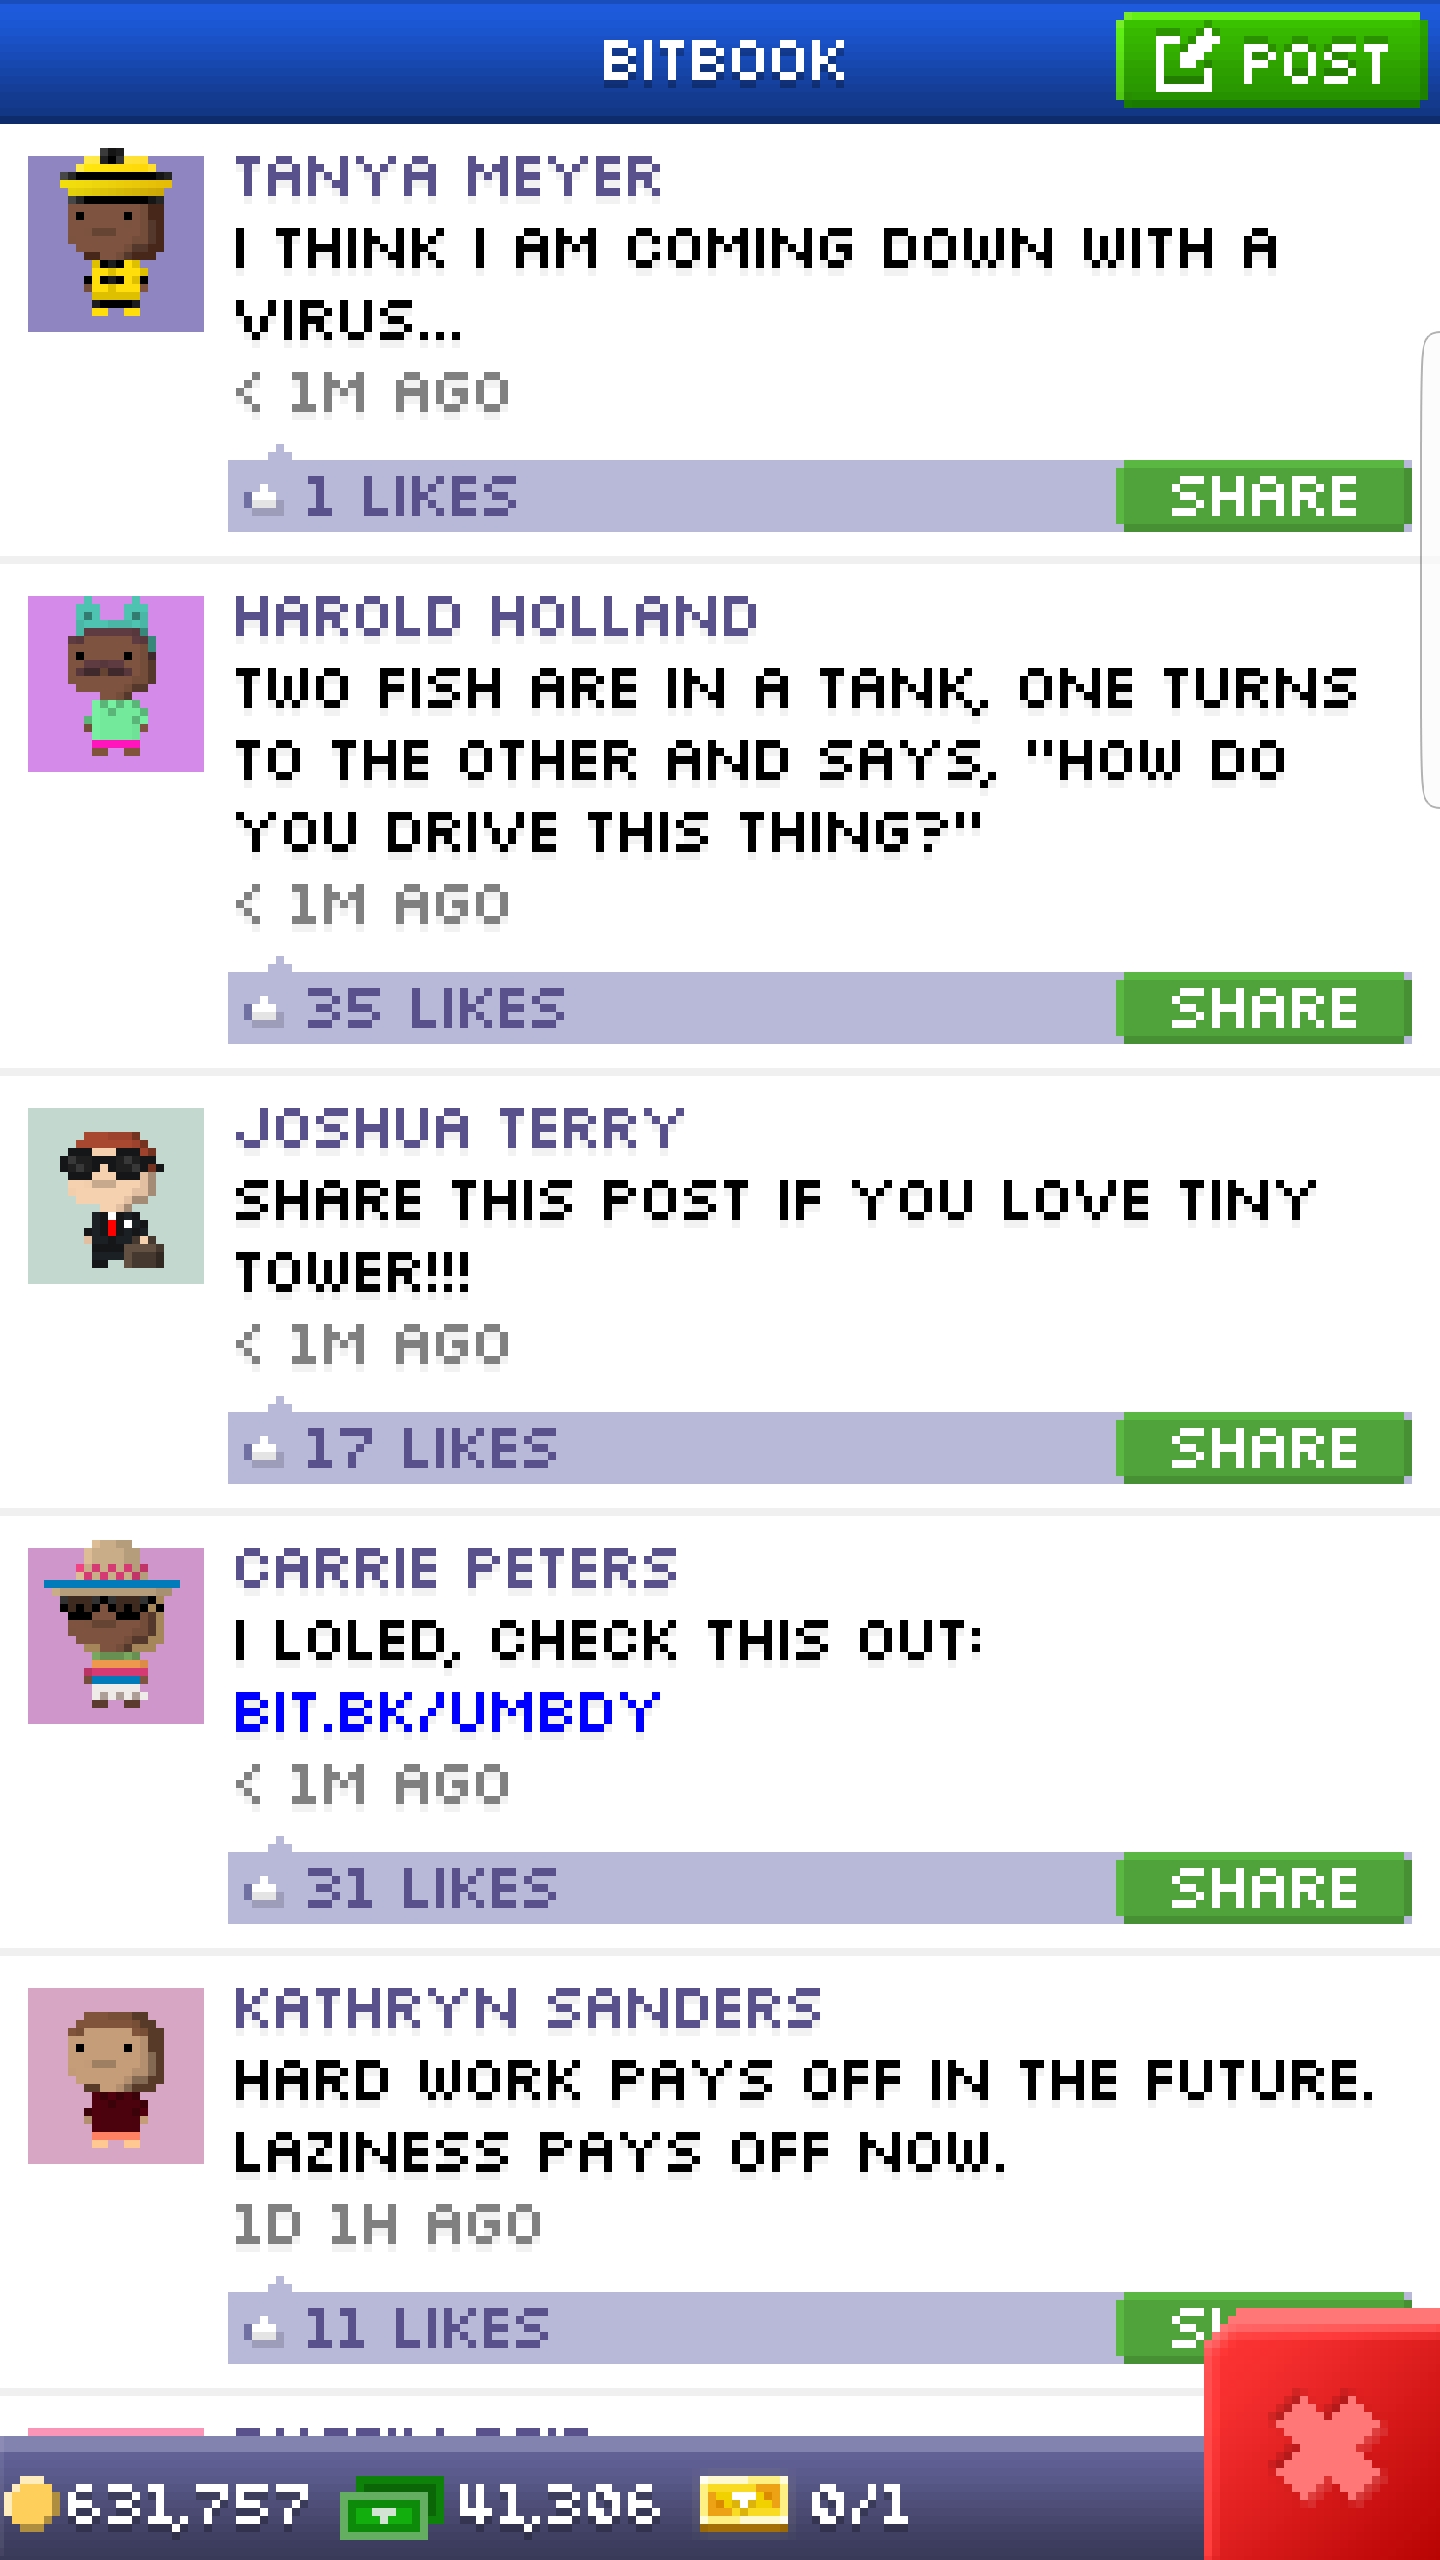 BITBOOK
POST
TANYA MEYER
I THINK I AM COMING DOWN WITH A
VIRUS...
< 1M AGO
1 LIKES
SHARE
HAROLD HOLLAND
TWO FISH ARE IN A TANK, ONE TURNS
TO THE OTHER AND SAYS, "HOW DO
YOU DRIVE THIS THING?"
< 1M AGO
35 LIKES
SHARE
JOSHUA TERRY
SHARE THIS POST IF YOU LOVE TINY
TOWER!!!
< 1M AGO
17 LIKES
SHARE
CARRIE PETERS
I LOLED, CHECK THIS OUT:
BIT.BK/UMBDY
< 1M AGO
31 LIKES
SHARE
KATHRYN SANDERS
HARD WORK PAYS OFF IN THE FUTURE.
LAZINESS PAYS OFF NOW.
1D 1H AGO
11 LIKES
631,757
41,306
0/1